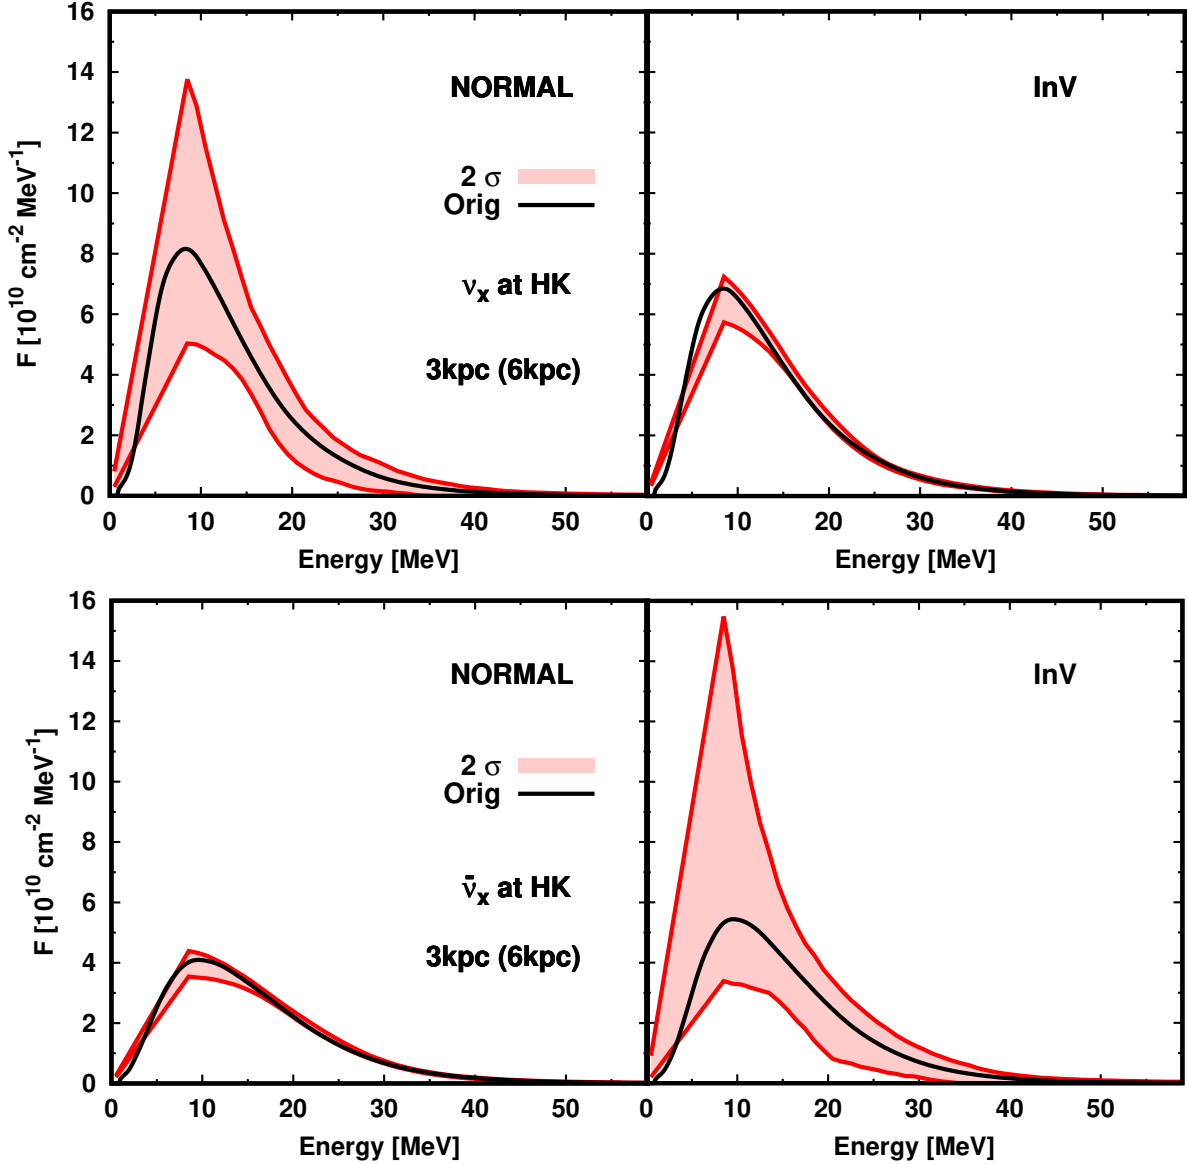 16
14
12
10
8
6
4
2
0
F [10^10 cm^-2 MeV^-1]
NORMAL
2 σ
Orig
ν_x at HK
3kpc (6kpc)
0 10 20 30 40 50
Energy [MeV]
InV
0 10 20 30 40 50
Energy [MeV]
16
14
12
10
8
6
4
2
0
F [10^10 cm^-2 MeV^-1]
NORMAL
2 σ
Orig
ν̄_x at HK
3kpc (6kpc)
0 10 20 30 40 50
Energy [MeV]
InV
0 10 20 30 40 50
Energy [MeV]